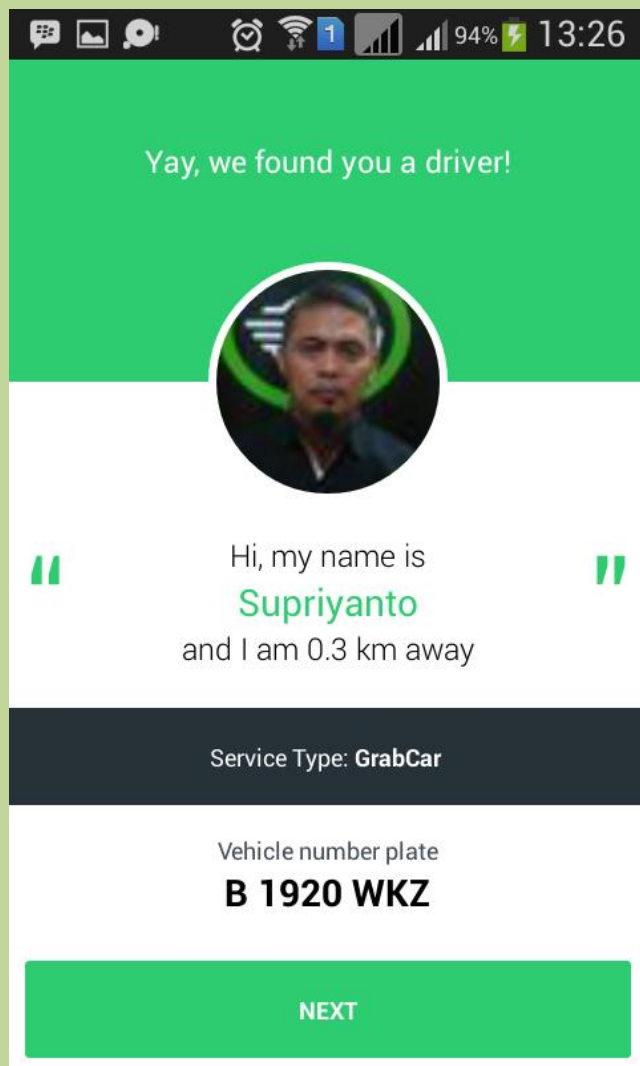 1 94% 13:26
Yay, we found you a driver!
“ Hi, my name is ”
Supriyanto
and I am 0.3 km away
Service Type: GrabCar
Vehicle number plate
B 1920 WKZ
NEXT